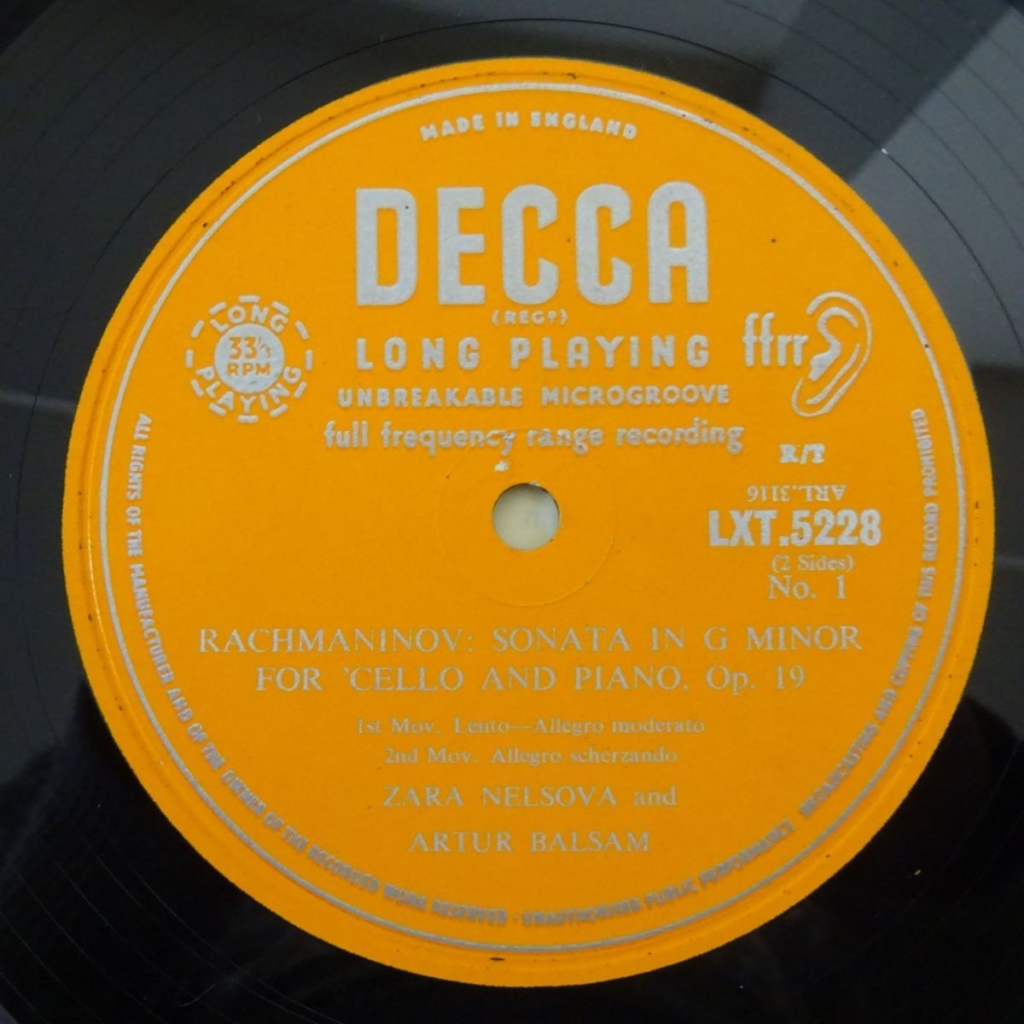 MADE IN ENGLAND
DECCA
(REGD)
LONG PLAYING
33⅓
RPM
LONG PLAYING
ffrr
UNBREAKABLE MICROGROOVE
full frequency range recording
R/T
ARL.3116
LXT.5228
(2 Sides)
No. 1
RACHMANINOV: SONATA IN G MINOR
FOR 'CELLO AND PIANO. Op. 19
1st Mov. Lento—Allegro moderato
2nd Mov. Allegro scherzando
ZARA NELSOVA and
ARTUR BALSAM
ALL RIGHTS OF THE MANUFACTURER AND OF THE OWNER OF THE RECORDED WORK RESERVED · UNAUTHORISED PUBLIC PERFORMANCE BROADCASTING AND COPYING OF THIS RECORD PROHIBITED